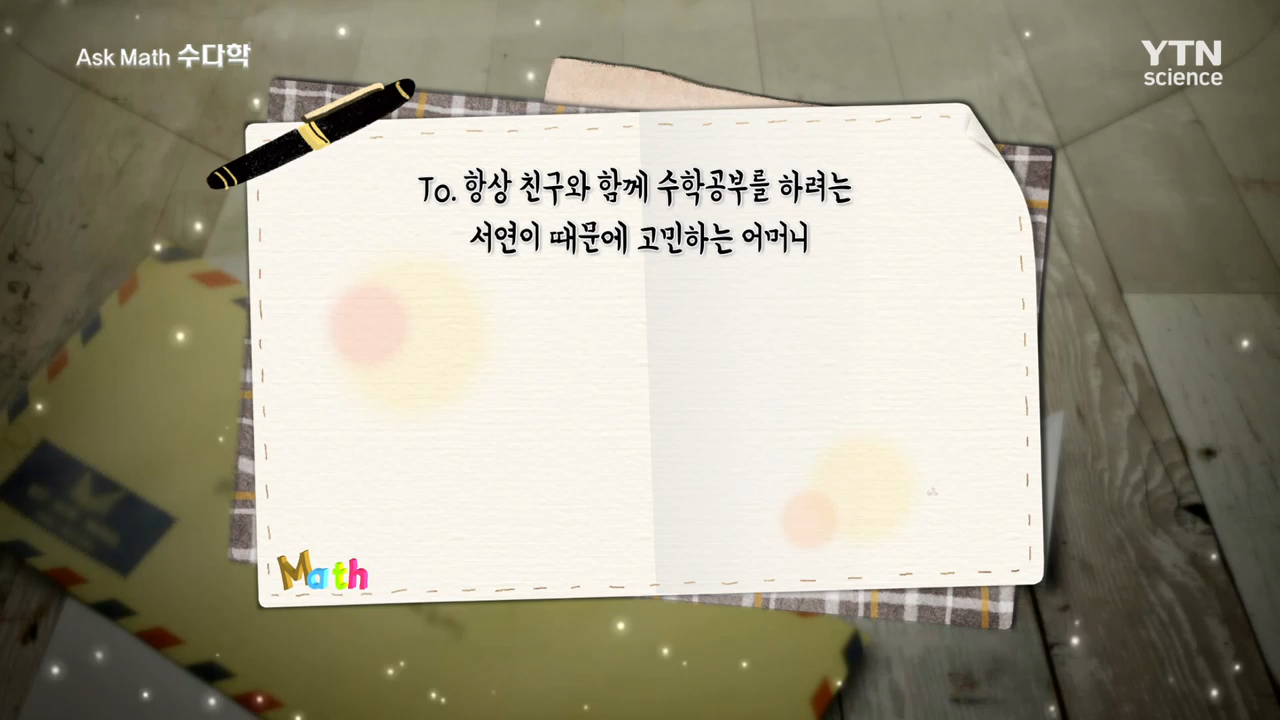 Ask Math 수다학
YTN
science
To. 항상 친구와 함께 수학공부를 하려는
서연이 때문에 고민하는 어머니
Math